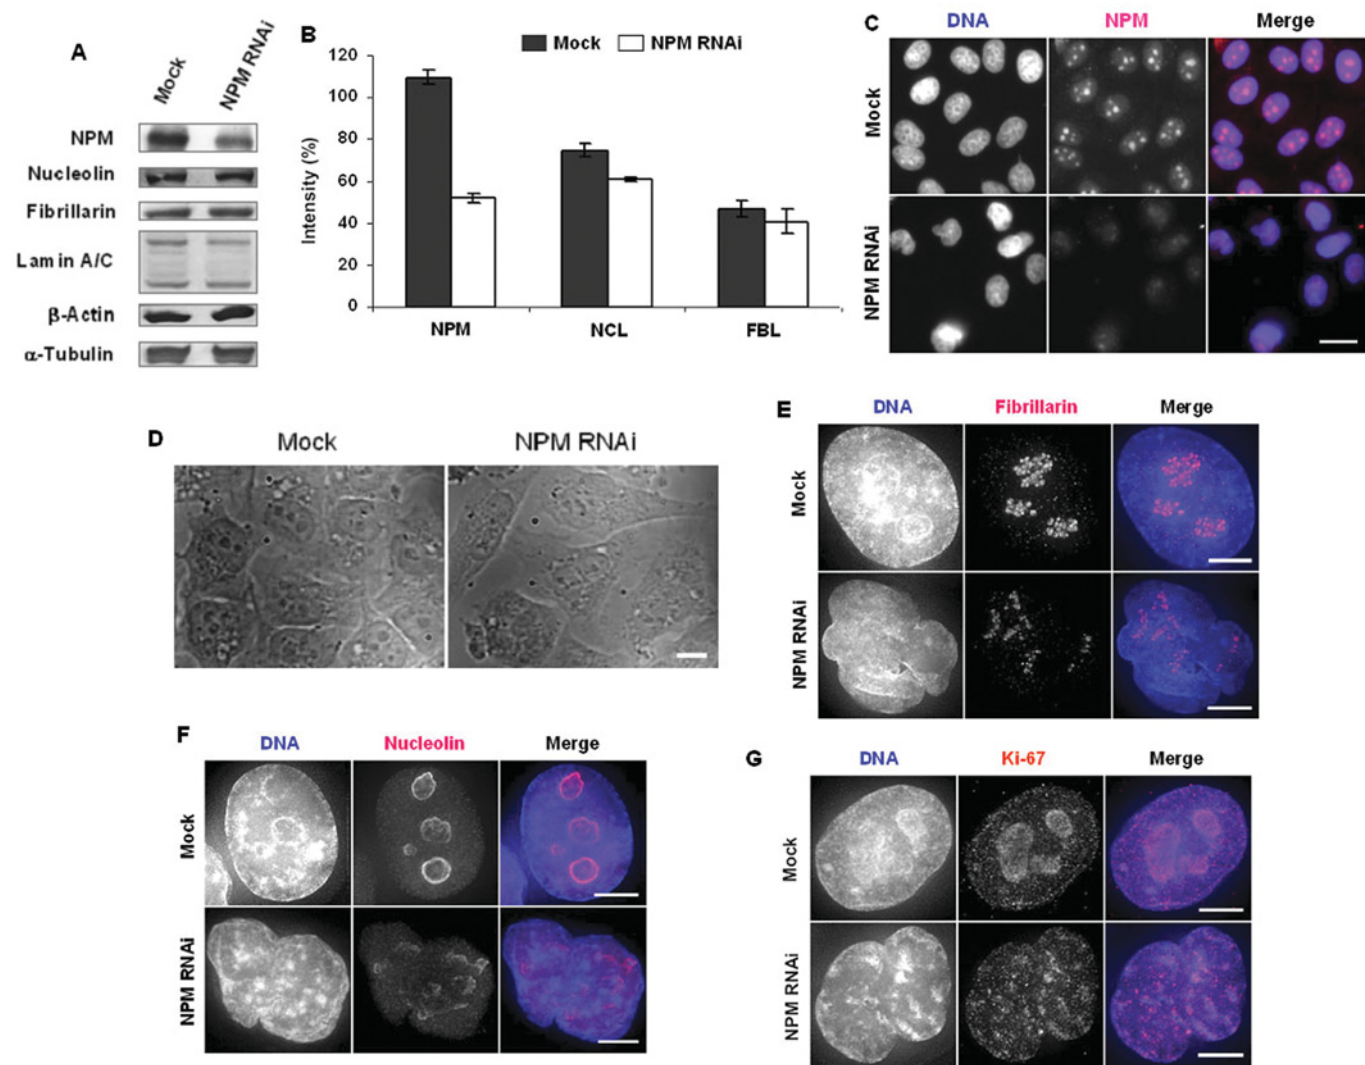 A
Mock
NPM RNAi
NPM
Nucleolin
Fibrillarin
Lamin A/C
β-Actin
α-Tubulin
B
Mock
NPM RNAi
Intensity (%)
120
100
80
60
40
20
0
NPM
NCL
FBL
C
DNA
NPM
Merge
Mock
NPM RNAi
D
Mock
NPM RNAi
E
DNA
Fibrillarin
Merge
Mock
NPM RNAi
F
DNA
Nucleolin
Merge
Mock
NPM RNAi
G
DNA
Ki-67
Merge
Mock
NPM RNAi